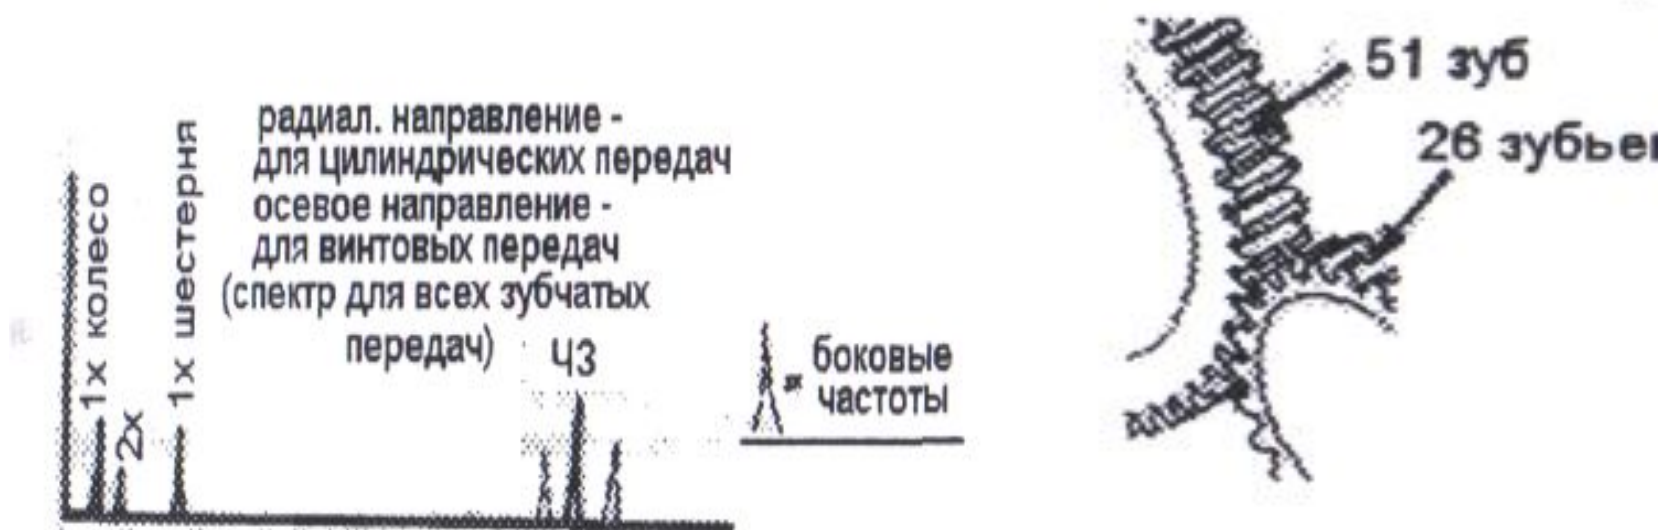 радиал. направление -
для цилиндрических передач
осевое направление -
для винтовых передач
(спектр для всех зубчатых
передач)
1х колесо
2х
1х шестерня
ЧЗ
боковые
частоты
51 зуб
26 зубьев